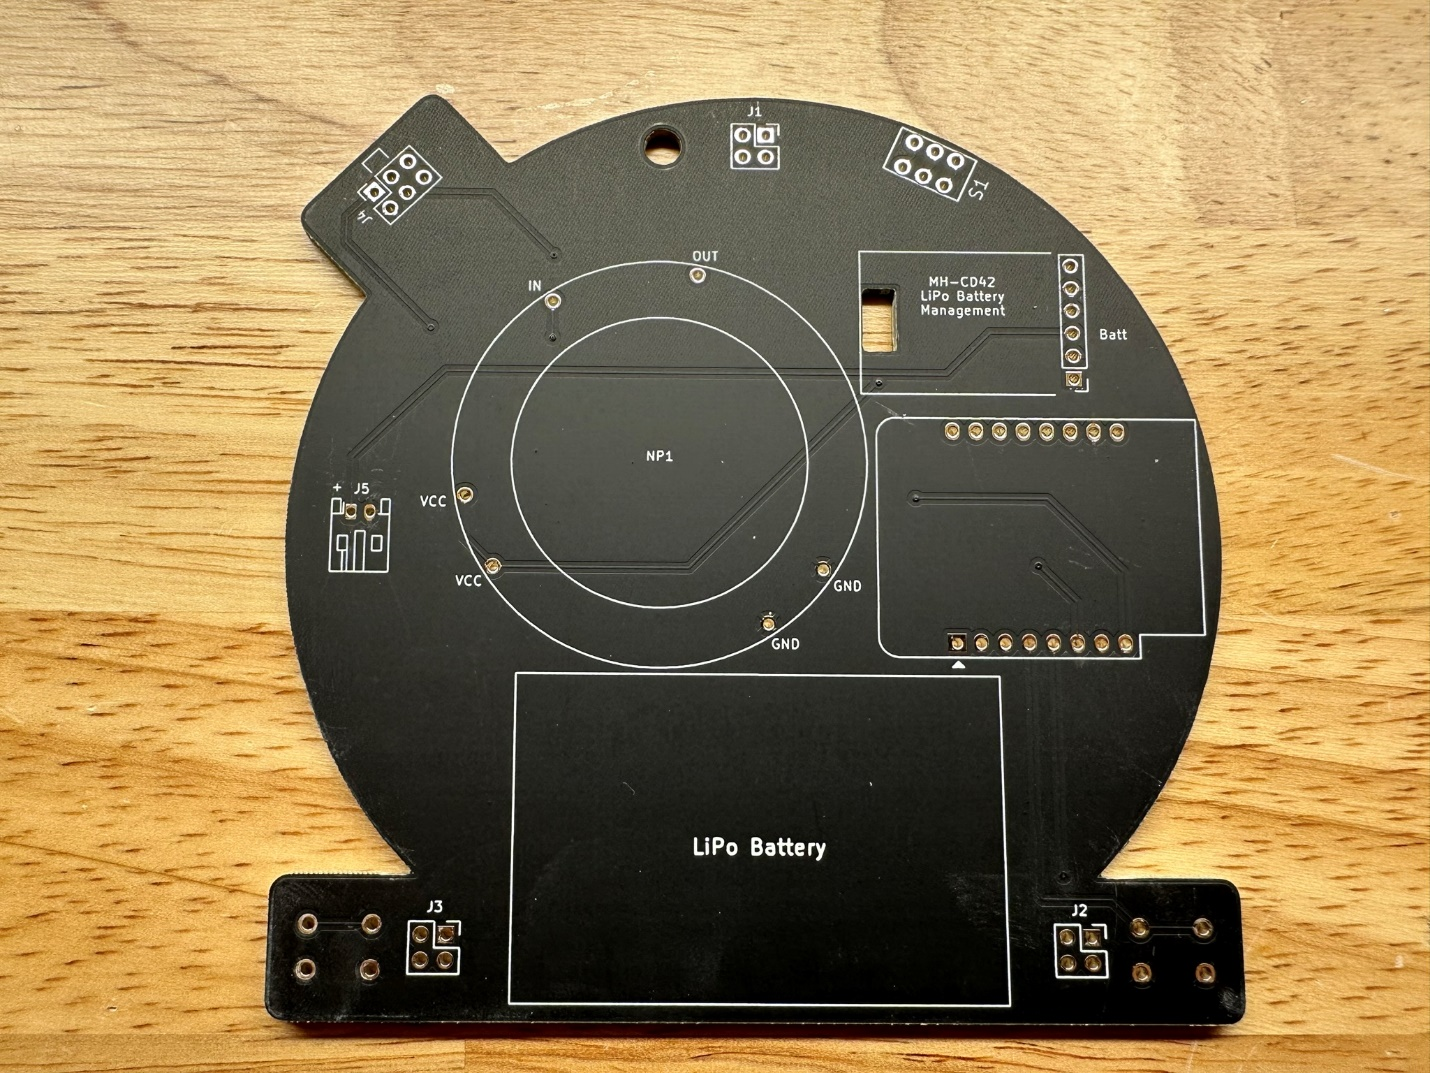 J1
S1
J4
OUT
IN
MH-CD42
LiPo Battery
Management
Batt
NP1
+ J5
VCC
VCC
GND
GND
LiPo Battery
J3
J2